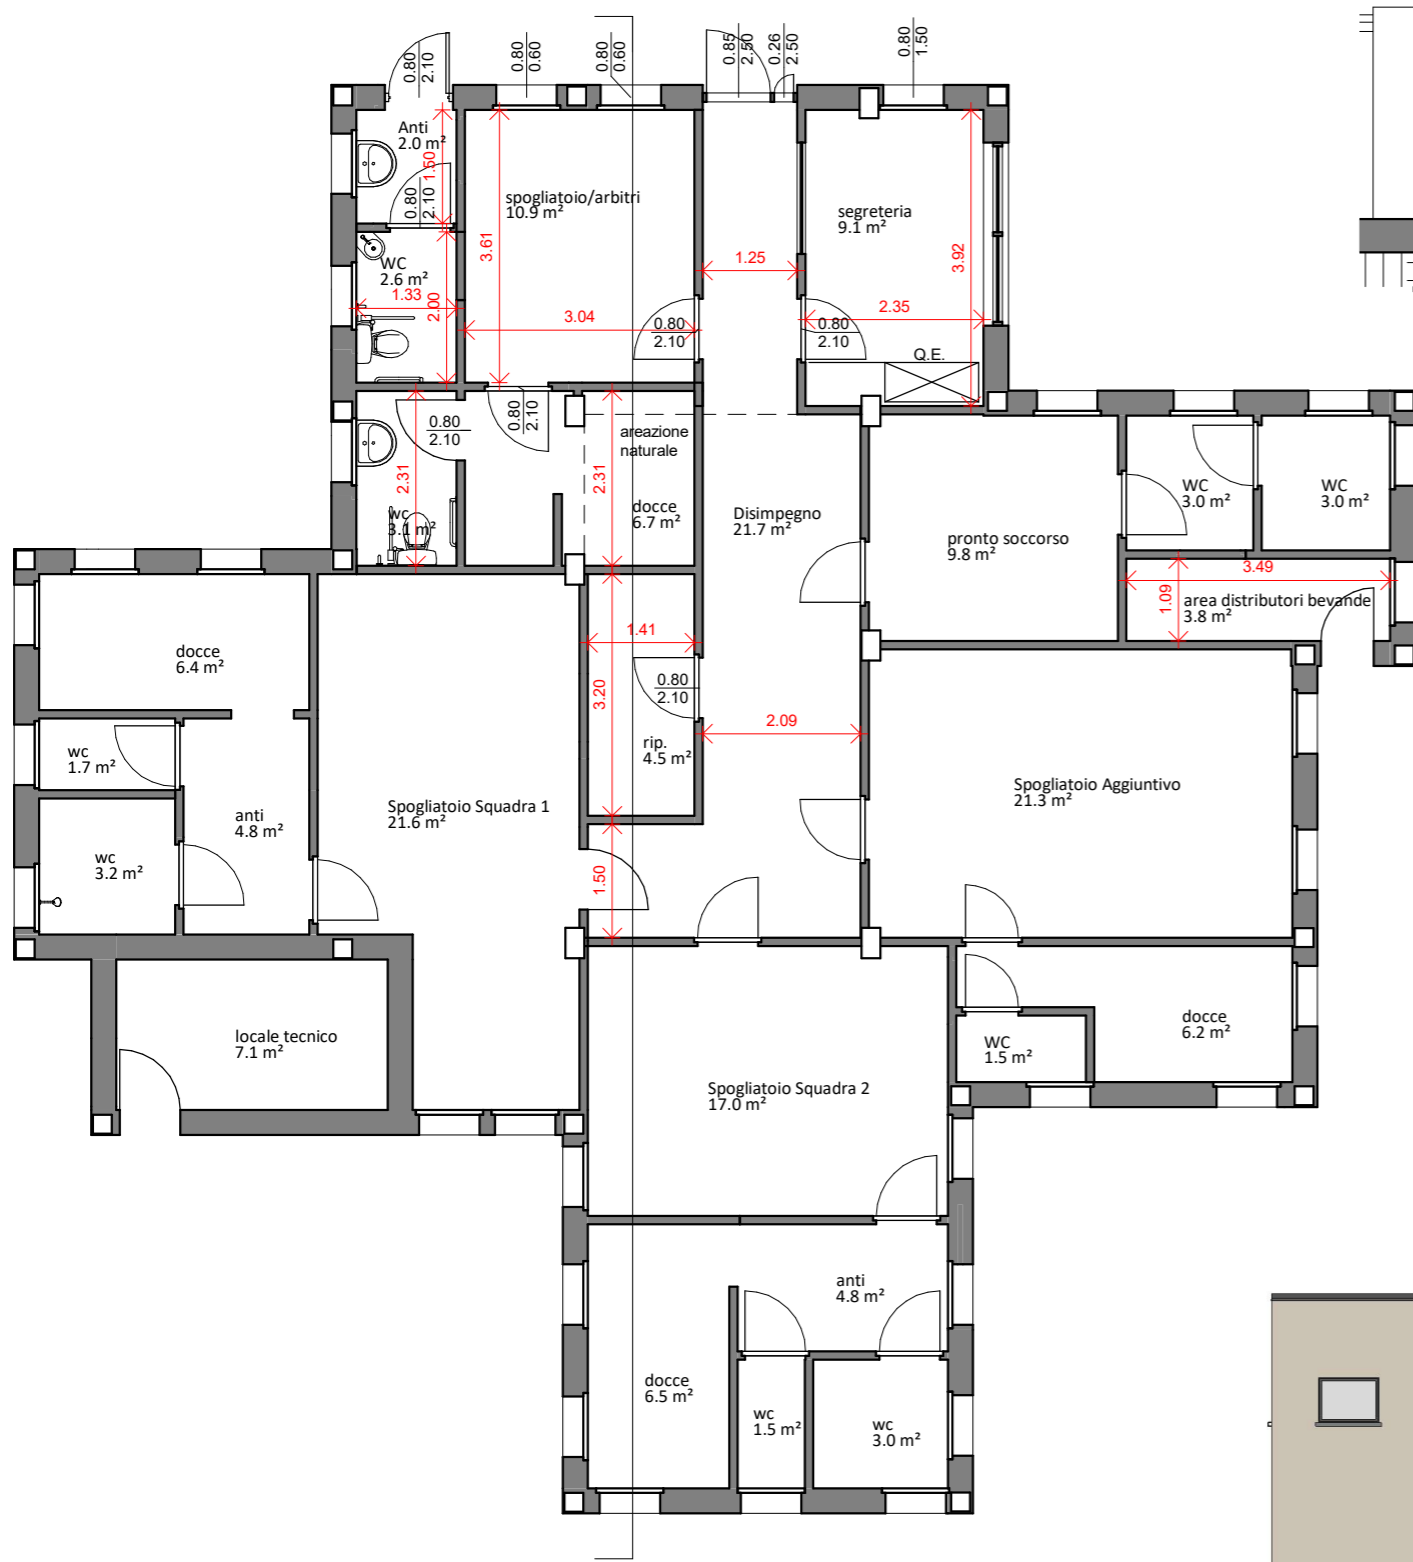 0.80
2.10
0.80
0.60
0.80
0.60
0.85
2.50
0.26
2.50
0.80
1.50
Anti
2.0 m²
1.50
0.80
2.10
spogliatoio/arbitri
10.9 m²
segreteria
9.1 m²
3.61
1.25
3.92
WC
2.6 m²
1.33
2.00
3.04
2.35
0.80
2.10
0.80
2.10
Q.E.
0.80
2.10
0.80
2.10
areazione
naturale
2.31
2.31
wc
3.1 m²
docce
6.7 m²
Disimpegno
21.7 m²
pronto soccorso
9.8 m²
WC
3.0 m²
WC
3.0 m²
3.49
1.09
area distributori bevande
3.8 m²
docce
6.4 m²
1.41
3.20
0.80
2.10
2.09
rip.
4.5 m²
wc
1.7 m²
anti
4.8 m²
Spogliatoio Squadra 1
21.6 m²
Spogliatoio Aggiuntivo
21.3 m²
wc
3.2 m²
1.50
locale tecnico
7.1 m²
WC
1.5 m²
docce
6.2 m²
Spogliatoio Squadra 2
17.0 m²
anti
4.8 m²
docce
6.5 m²
wc
1.5 m²
wc
3.0 m²